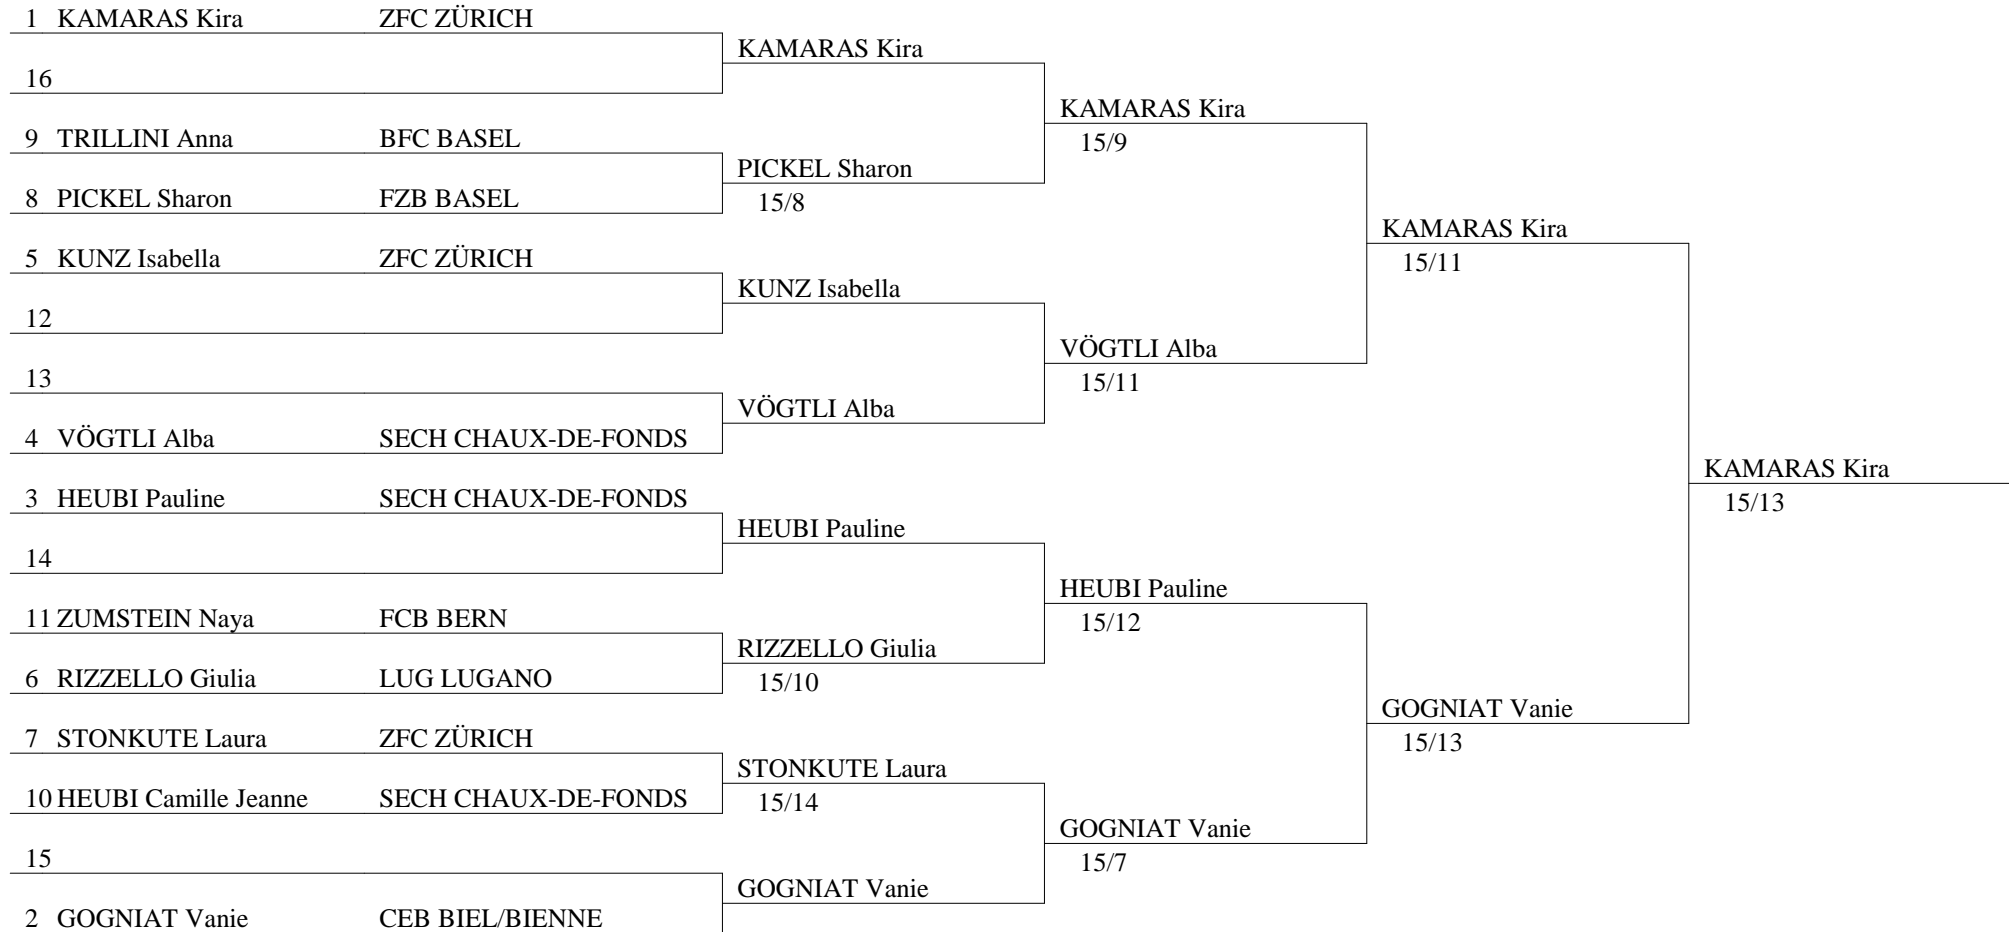 1 KAMARAS Kira ZFC ZÜRICH
KAMARAS Kira
16
KAMARAS Kira
15/9
9 TRILLINI Anna BFC BASEL
PICKEL Sharon
15/8
8 PICKEL Sharon FZB BASEL
KAMARAS Kira
15/11
5 KUNZ Isabella ZFC ZÜRICH
KUNZ Isabella
12
VÖGTLI Alba
15/11
13
VÖGTLI Alba
4 VÖGTLI Alba SECH CHAUX-DE-FONDS
KAMARAS Kira
15/13
3 HEUBI Pauline SECH CHAUX-DE-FONDS
HEUBI Pauline
14
HEUBI Pauline
15/12
11 ZUMSTEIN Naya FCB BERN
RIZZELLO Giulia
15/10
6 RIZZELLO Giulia LUG LUGANO
GOGNIAT Vanie
15/13
7 STONKUTE Laura ZFC ZÜRICH
STONKUTE Laura
15/14
10 HEUBI Camille Jeanne SECH CHAUX-DE-FONDS
GOGNIAT Vanie
15/7
15
GOGNIAT Vanie
2 GOGNIAT Vanie CEB BIEL/BIENNE